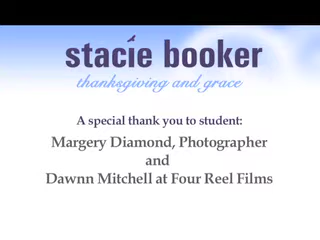 stacie booker
thanksgiving and grace
A special thank you to student:
Margery Diamond, Photographer
and
Dawnn Mitchell at Four Reel Films